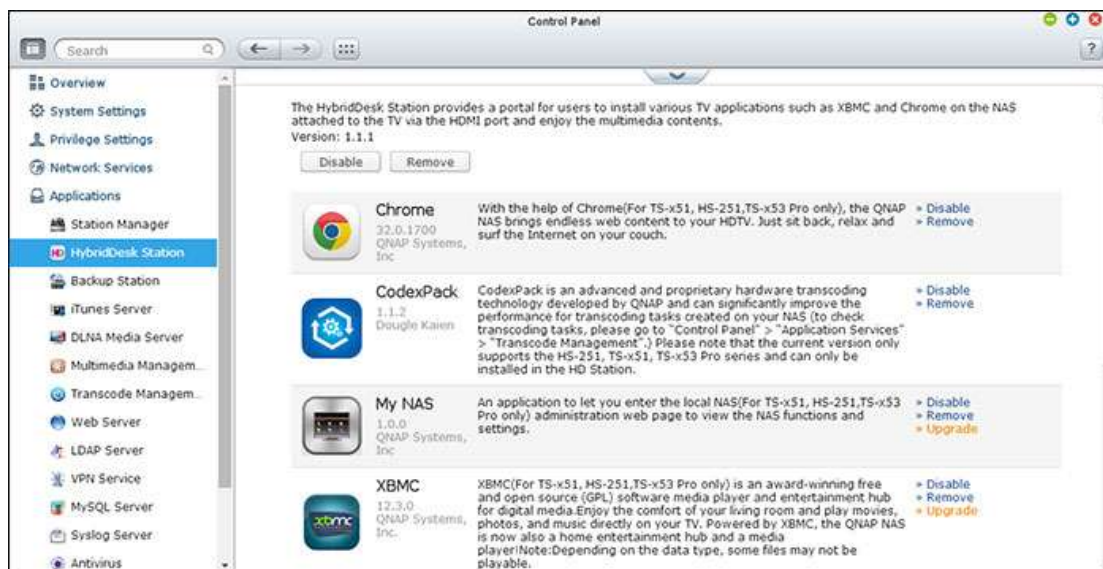 Control Panel
Search
?
Overview
System Settings
Privilege Settings
Network Services
Applications
Station Manager
HD HybridDesk Station
Backup Station
iTunes Server
DLNA Media Server
Multimedia Managem...
Transcode Managem...
Web Server
LDAP Server
VPN Service
MySQL Server
Syslog Server
Antivirus
The HybridDesk Station provides a portal for users to install various TV applications such as XBMC and Chrome on the NAS
attached to the TV via the HDMI port and enjoy the multimedia contents.
Version: 1.1.1
Disable Remove
Chrome
32.0.1700
QNAP Systems,
Inc
With the help of Chrome(For TS-x51, HS-251,TS-x53 Pro only), the QNAP
NAS brings endless web content to your HDTV. Just sit back, relax and
surf the Internet on your couch.
» Disable
» Remove
CodexPack
1.1.2
Dougle Kaien
CodexPack is an advanced and proprietary hardware transcoding
technology developed by QNAP and can significantly improve the
performance for transcoding tasks created on your NAS (to check
transcoding tasks, please go to "Control Panel" > "Application Services"
> "Transcode Management".) Please note that the current version only
supports the HS-251, TS-x51, TS-x53 Pro series and can only be
installed in the HD Station.
» Disable
» Remove
My NAS
1.0.0
QNAP Systems,
Inc
An application to let you enter the local NAS(For TS-x51, HS-251,TS-x53
Pro only) administration web page to view the NAS functions and
settings.
» Disable
» Remove
» Upgrade
xbmc
XBMC
12.3.0
QNAP Systems,
Inc.
XBMC(For TS-x51, HS-251,TS-x53 Pro only) is an award-winning free
and open source (GPL) software media player and entertainment hub
for digital media.Enjoy the comfort of your living room and play movies,
photos, and music directly on your TV. Powered by XBMC, the QNAP NAS
is now also a home entertainment hub and a media
player!Note:Depending on the data type, some files may not be
playable.
» Disable
» Remove
» Upgrade